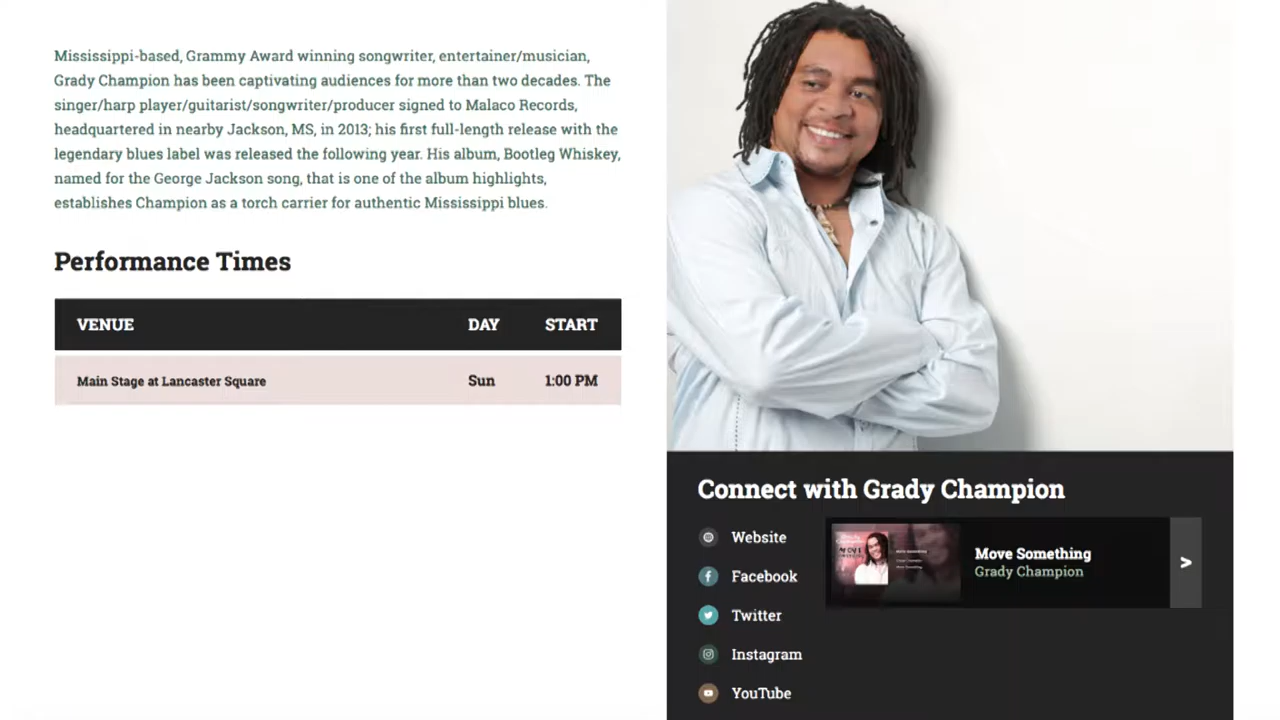 Mississippi-based, Grammy Award winning songwriter, entertainer/musician,
Grady Champion has been captivating audiences for more than two decades. The
singer/harp player/guitarist/songwriter/producer signed to Malaco Records,
headquartered in nearby Jackson, MS, in 2013; his first full-length release with the
legendary blues label was released the following year. His album, Bootleg Whiskey,
named for the George Jackson song, that is one of the album highlights,
establishes Champion as a torch carrier for authentic Mississippi blues.
Performance Times
VENUE DAY START
Main Stage at Lancaster Square Sun 1:00 PM
Connect with Grady Champion
Website
Facebook
Twitter
Instagram
YouTube
Move Something
Grady Champion
>